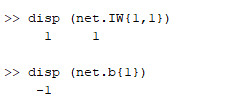 >> disp (net.IW{1,1})
1 1
>> disp (net.b{1})
-1